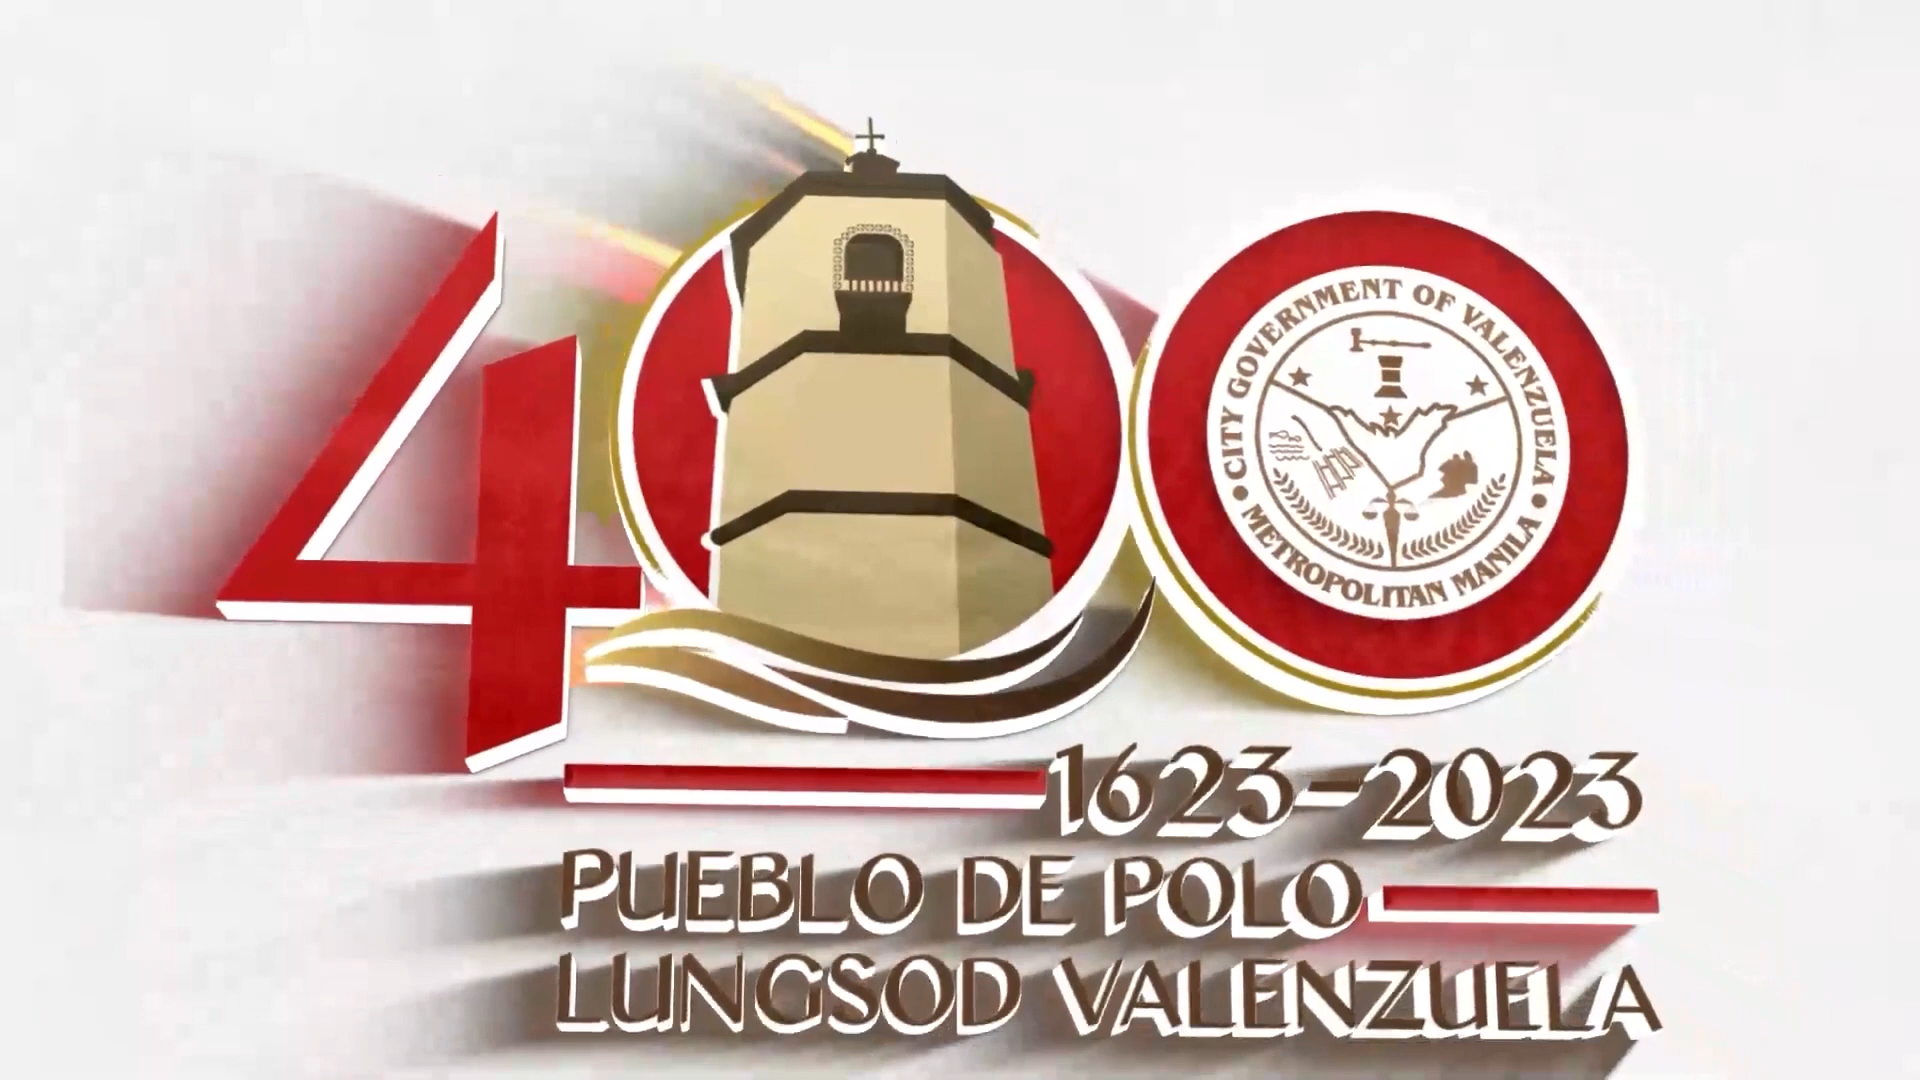 400
CITY GOVERNMENT OF VALENZUELA
• METROPOLITAN MANILA •
1623-2023
PUEBLO DE POLO
LUNGSOD VALENZUELA